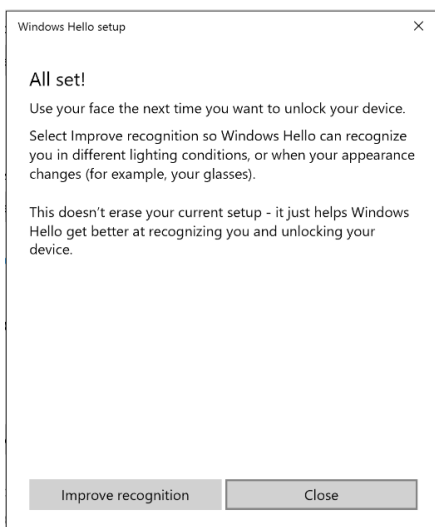 Windows Hello setup
All set!
Use your face the next time you want to unlock your device.
Select Improve recognition so Windows Hello can recognize
you in different lighting conditions, or when your appearance
changes (for example, your glasses).
This doesn't erase your current setup - it just helps Windows
Hello get better at recognizing you and unlocking your
device.
Improve recognition
Close